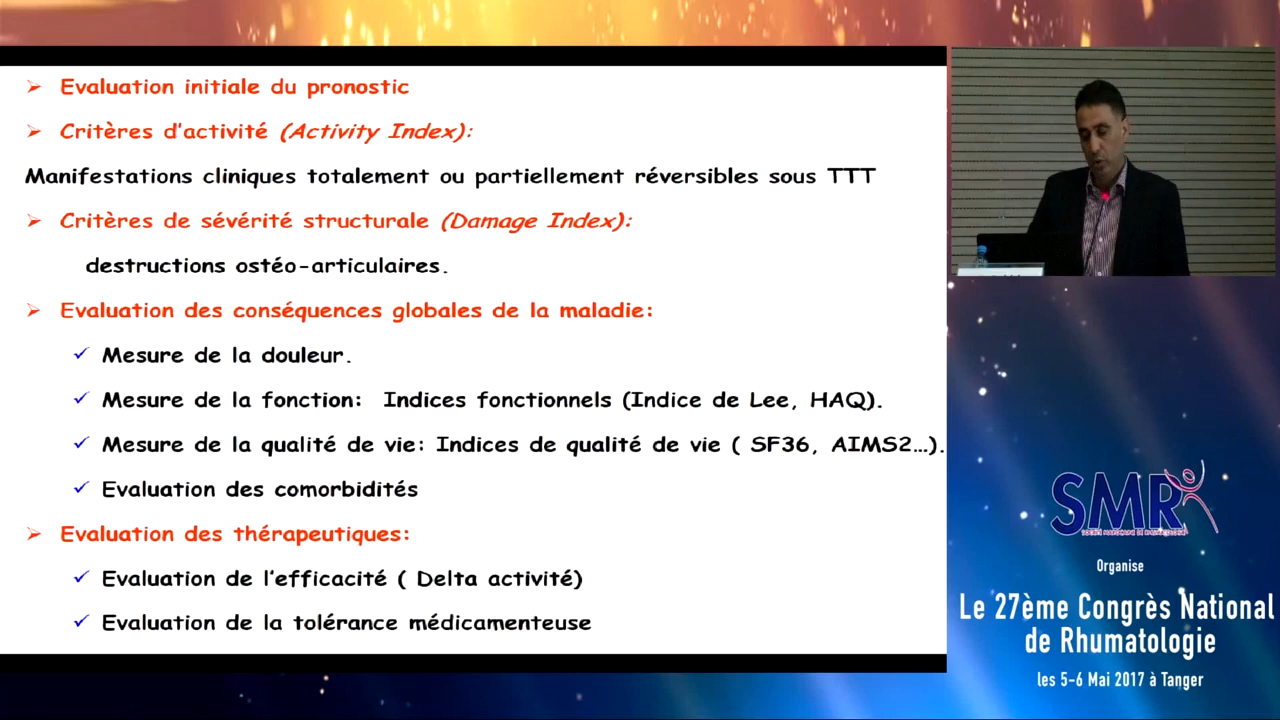 Evaluation initiale du pronostic
Critères d'activité (Activity Index):
Manifestations cliniques totalement ou partiellement réversibles sous TTT
Critères de sévérité structurale (Damage Index):
destructions ostéo-articulaires.
Evaluation des conséquences globales de la maladie:
Mesure de la douleur.
Mesure de la fonction: Indices fonctionnels (Indice de Lee, HAQ).
Mesure de la qualité de vie: Indices de qualité de vie ( SF36, AIMS2…).
Evaluation des comorbidités
Evaluation des thérapeutiques:
Evaluation de l'efficacité ( Delta activité)
Evaluation de la tolérance médicamenteuse
SMR
SOCIÉTÉ MAROCAINE DE RHUMATOLOGIE
Organise
Le 27ème Congrès National
de Rhumatologie
les 5-6 Mai 2017 à Tanger